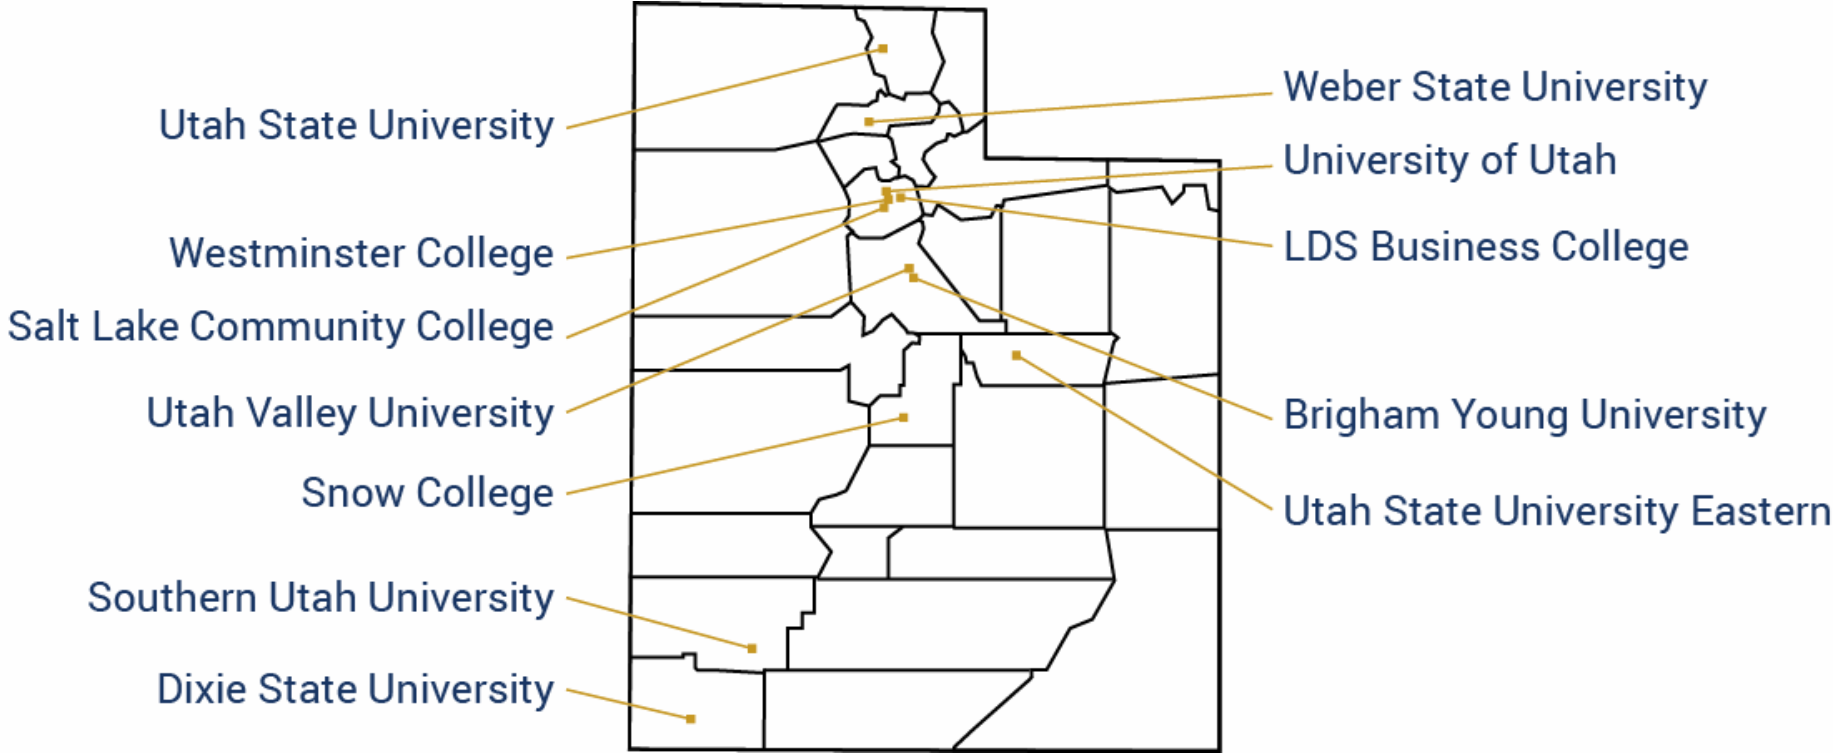 Utah State University
Westminster College
Salt Lake Community College
Utah Valley University
Snow College
Southern Utah University
Dixie State University
Weber State University
University of Utah
LDS Business College
Brigham Young University
Utah State University Eastern